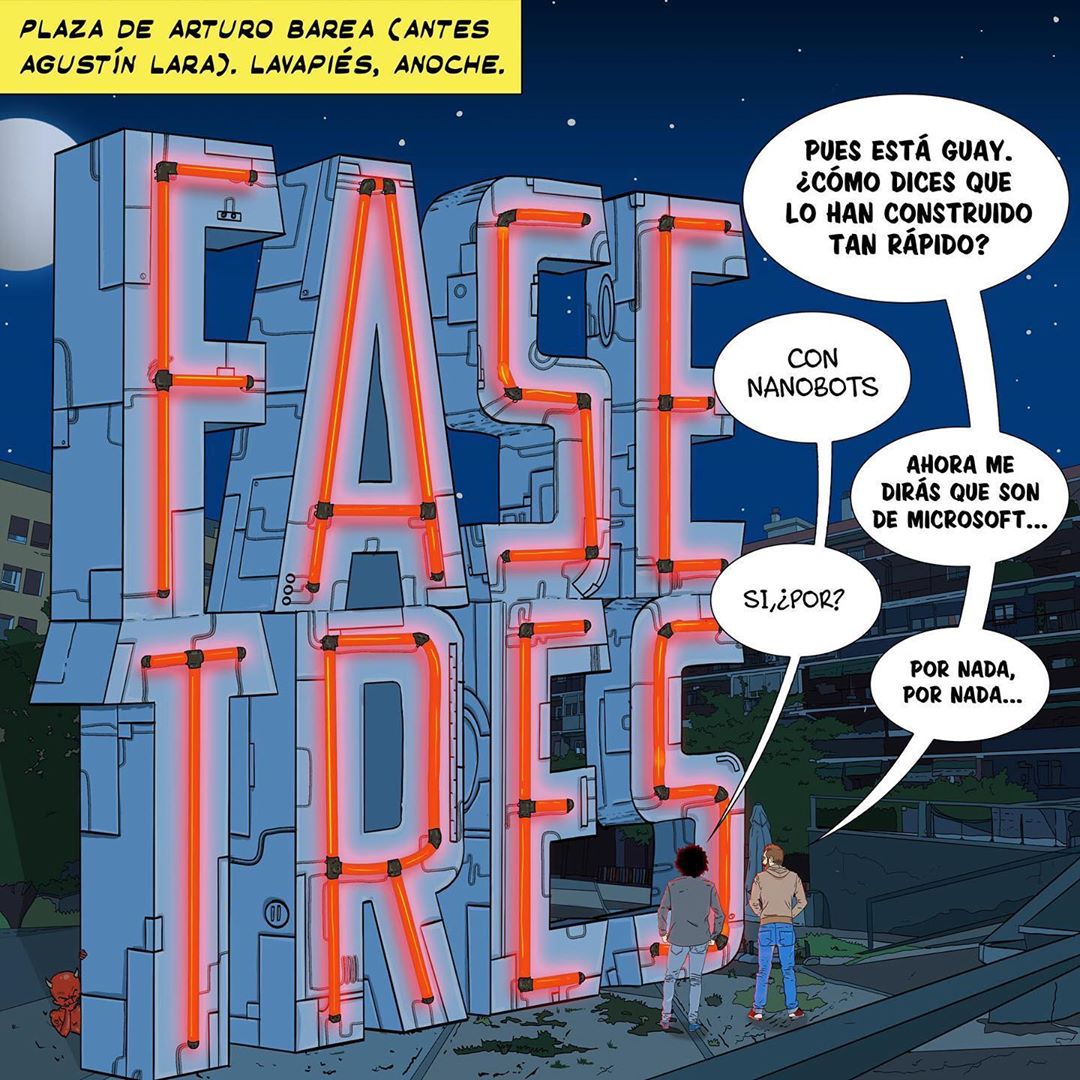 PLAZA DE ARTURO BAREA (ANTES
AGUSTÍN LARA). LAVAPIÉS, ANOCHE.
FASE
TRES
PUES ESTÁ GUAY.
¿CÓMO DICES QUE
LO HAN CONSTRUIDO
TAN RÁPIDO?
CON
NANOBOTS
AHORA ME
DIRÁS QUE SON
DE MICROSOFT...
SI,¿POR?
POR NADA,
POR NADA...